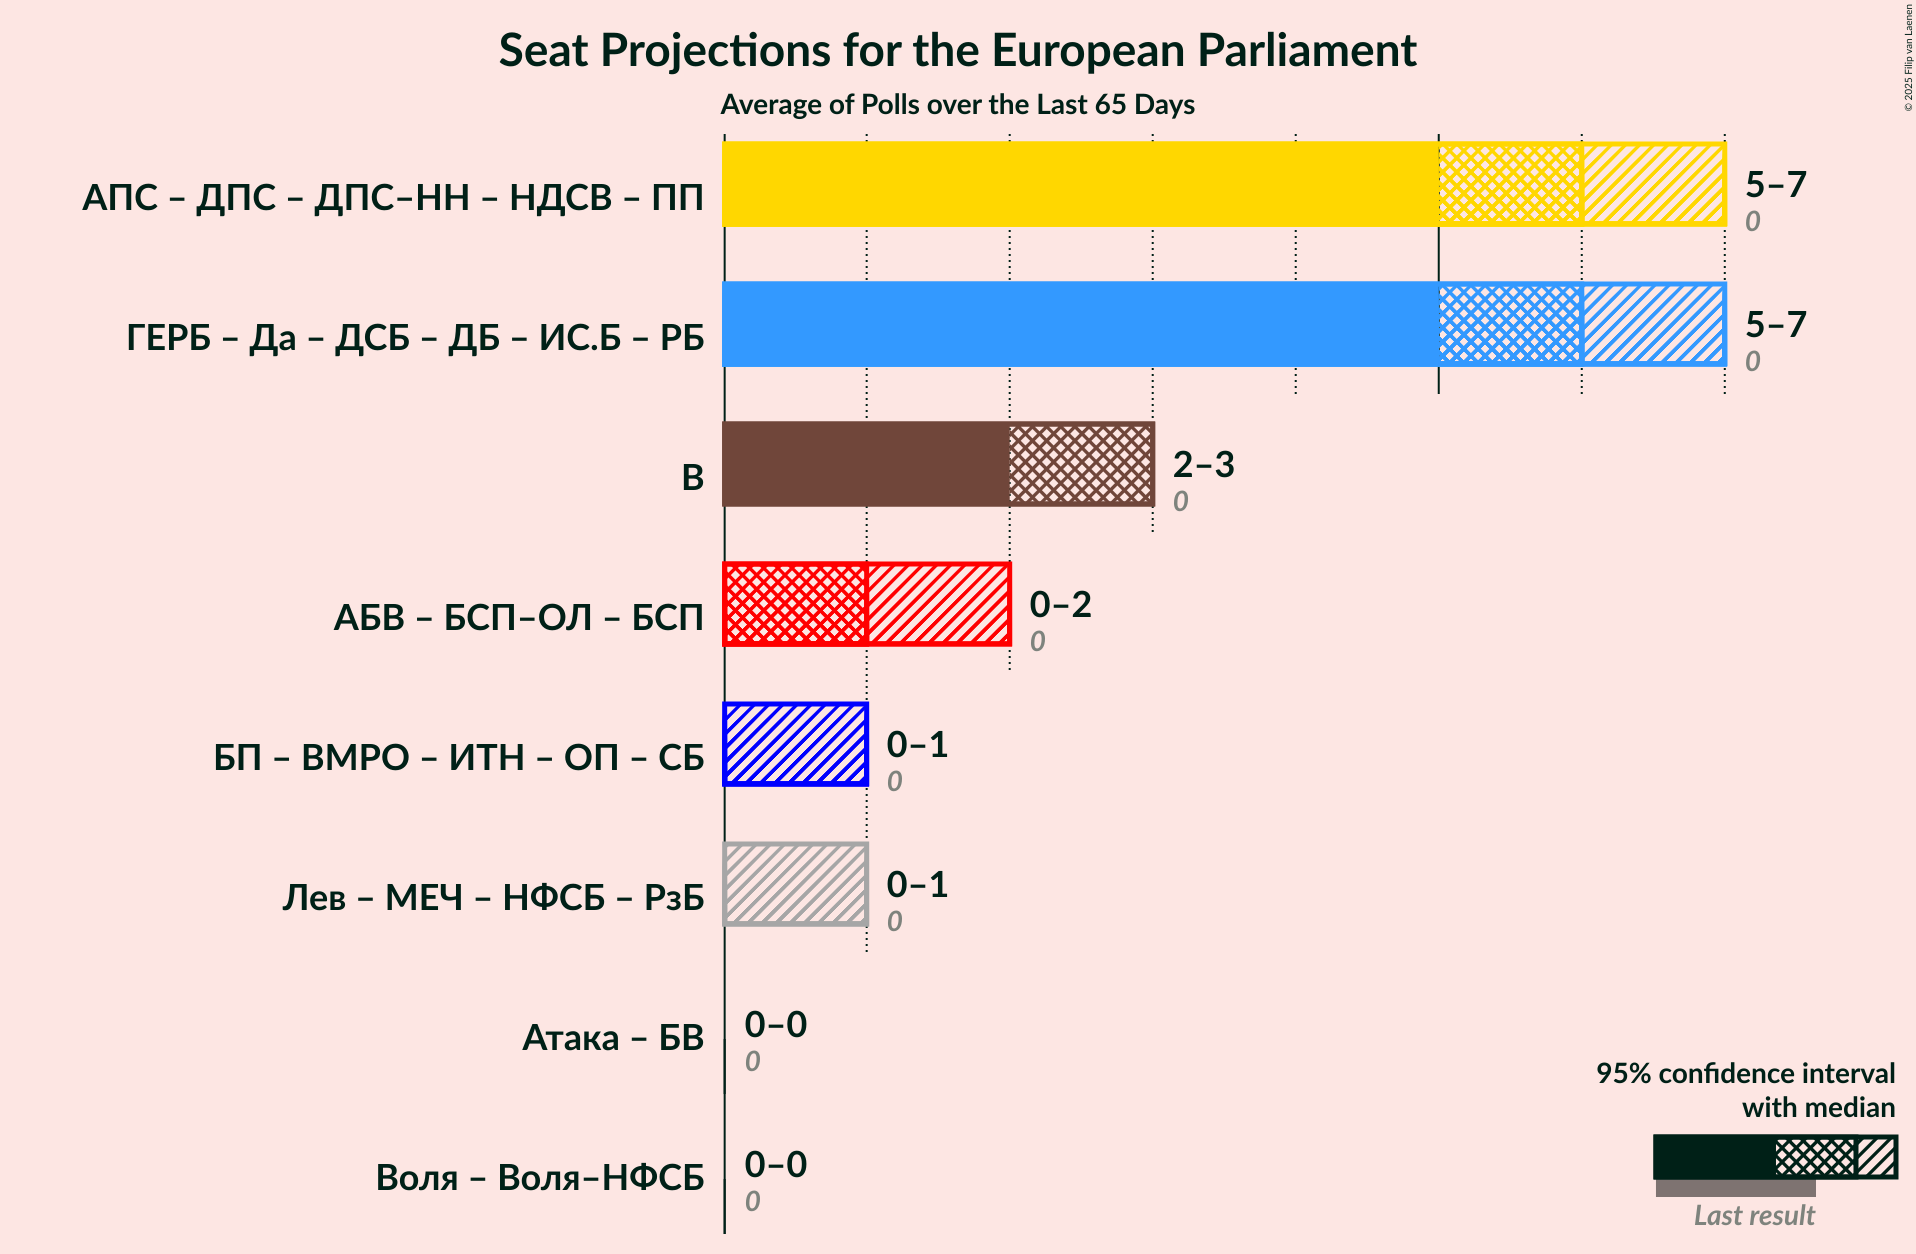 Seat Projections for the European Parliament
Average of Polls over the Last 65 Days
© 2025 Filip van Laenen
АПС – ДПС – ДПС–НН – НДСВ – ПП
5–7
0
ГЕРБ – Да – ДСБ – ДБ – ИС.Б – РБ
5–7
0
В
2–3
0
АБВ – БСП–ОЛ – БСП
0–2
0
БП – ВМРО – ИТН – ОП – СБ
0–1
0
Лев – МЕЧ – НФСБ – РзБ
0–1
0
Атака – БВ
0–0
0
Воля – Воля–НФСБ
0–0
0
95% confidence interval
with median
Last result